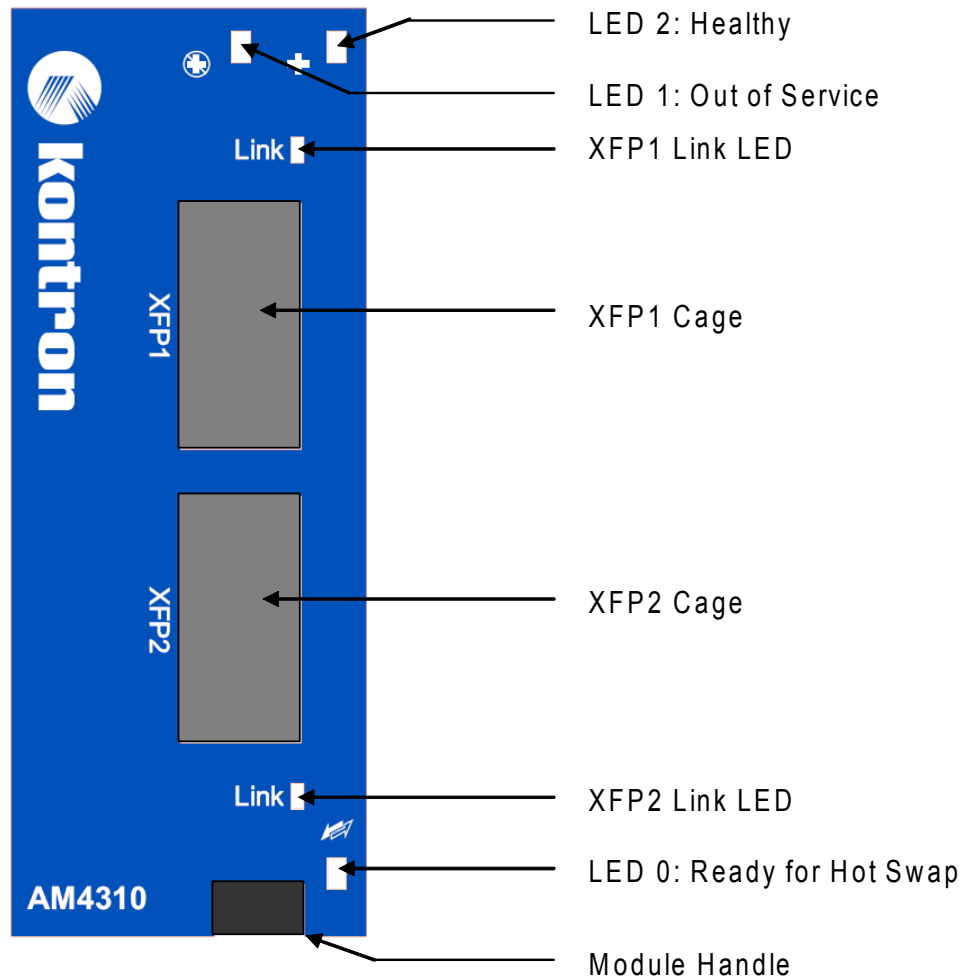 LED 2: Healthy
LED 1: Out of Service
Link
XFP1 Link LED
kontron
XFP1
XFP1 Cage
XFP2
XFP2 Cage
Link
XFP2 Link LED
LED 0: Ready for Hot Swap
AM4310
Module Handle